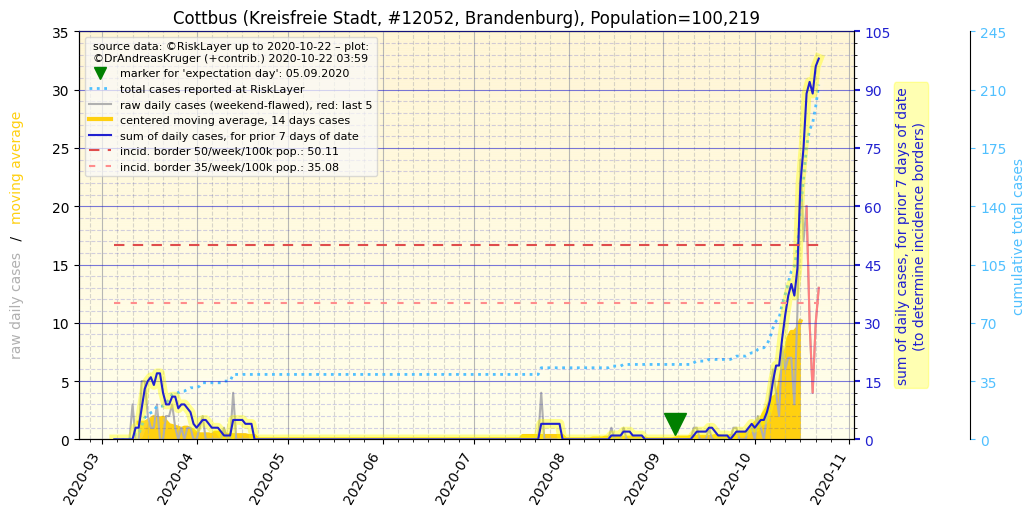 Cottbus (Kreisfreie Stadt, #12052, Brandenburg), Population=100,219
source data: ©RiskLayer up to 2020-10-22 – plot:
©DrAndreasKruger (+contrib.) 2020-10-22 03:59
marker for 'expectation day': 05.09.2020
total cases reported at RiskLayer
raw daily cases (weekend-flawed), red: last 5
centered moving average, 14 days cases
sum of daily cases, for prior 7 days of date
incid. border 50/week/100k pop.: 50.11
incid. border 35/week/100k pop.: 35.08
raw daily cases / moving average
35
30
25
20
15
10
5
0
2020-03
2020-04
2020-05
2020-06
2020-07
2020-08
2020-09
2020-10
2020-11
105
90
75
60
45
30
15
0
sum of daily cases, for prior 7 days of date
(to determine incidence borders)
245
210
175
140
105
70
35
0
cumulative total cases